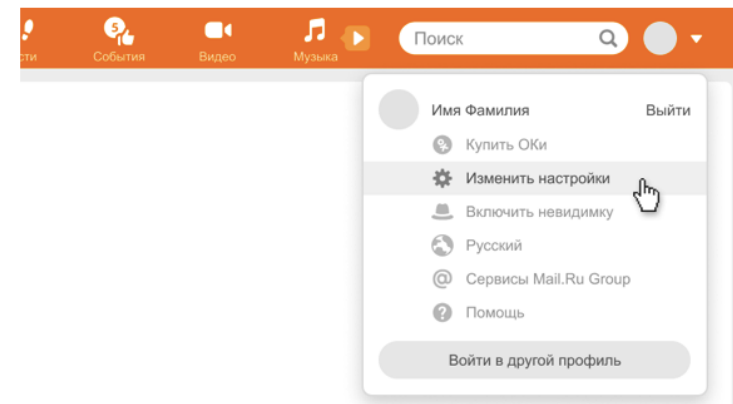 5
сти
События
Видео
Музыка
Поиск
Имя Фамилия
Выйти
Купить ОКи
Изменить настройки
Включить невидимку
Русский
Сервисы Mail.Ru Group
Помощь
Войти в другой профиль